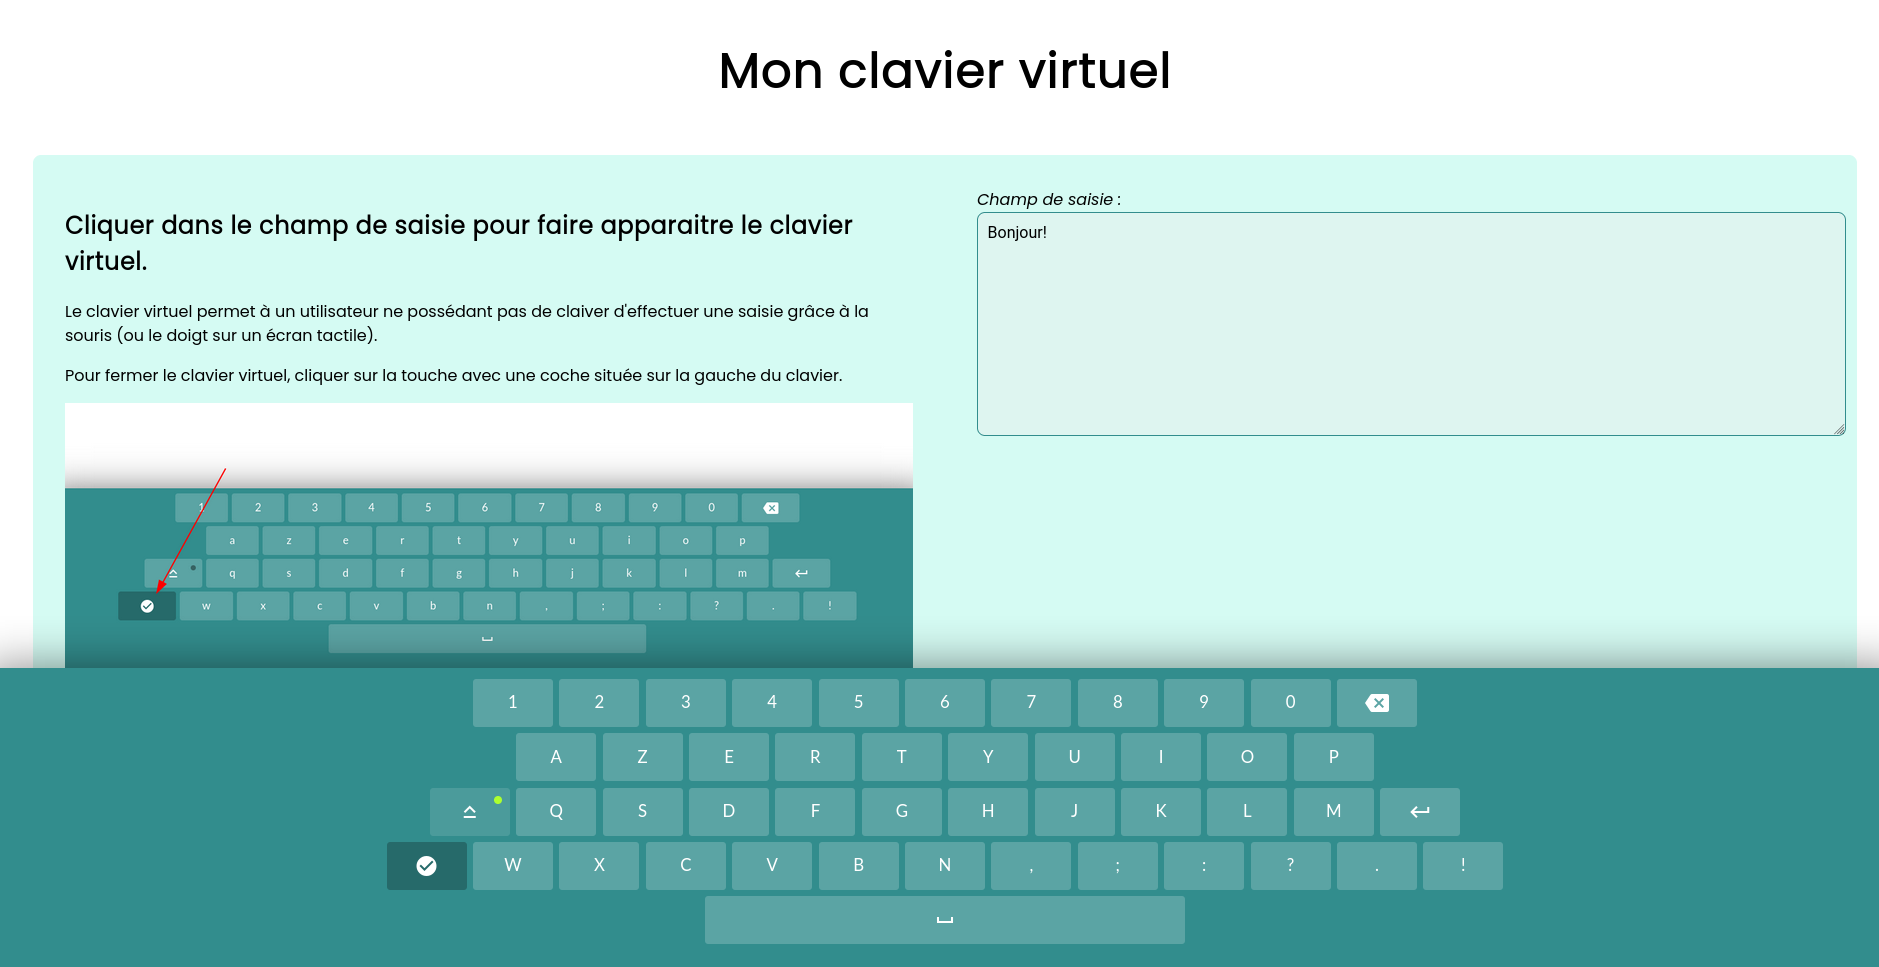 Mon clavier virtuel
Cliquer dans le champ de saisie pour faire apparaitre le clavier
virtuel.
Le clavier virtuel permet à un utilisateur ne possédant pas de claiver d'effectuer une saisie grâce à la
souris (ou le doigt sur un écran tactile).
Pour fermer le clavier virtuel, cliquer sur la touche avec une coche située sur la gauche du clavier.
1 2 3 4 5 6 7 8 9 0
a z e r t y u i o p
q s d f g h j k l m
w x c v b n , ; : ? . !
Champ de saisie :
Bonjour!
1 2 3 4 5 6 7 8 9 0
A Z E R T Y U I O P
Q S D F G H J K L M
W X C V B N , ; : ? . !